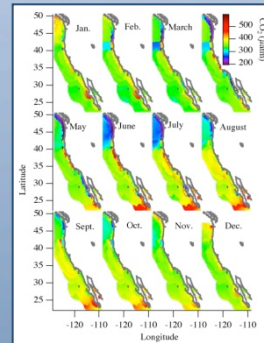 50
45
40
35
30
25
Jan.
Feb.
March
500
400
300
200
CO₂ (µatm)
50
45
40
35
30
25
May
June
July
August
Latitude
50
45
40
35
30
25
Sept.
Oct.
Nov.
Dec.
-120 -110 -120 -110 -120 -110 -120 -110
Longitude